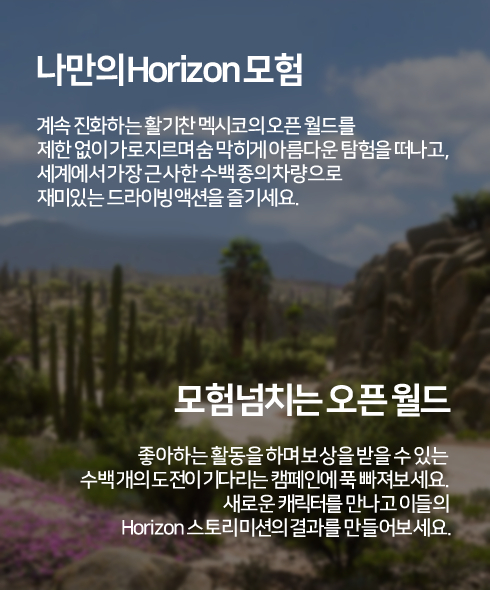 나만의 Horizon 모험
계속 진화하는 활기찬 멕시코의 오픈 월드를
제한 없이 가로지르며 숨 막히게 아름다운 탐험을 떠나고,
세계에서 가장 근사한 수백 종의 차량으로
재미있는 드라이빙 액션을 즐기세요.
모험 넘치는 오픈 월드
좋아하는 활동을 하며 보상을 받을 수 있는
수백 개의 도전이 기다리는 캠페인에 푹 빠져보세요.
새로운 캐릭터를 만나고 이들의
Horizon 스토리 미션의 결과를 만들어보세요.